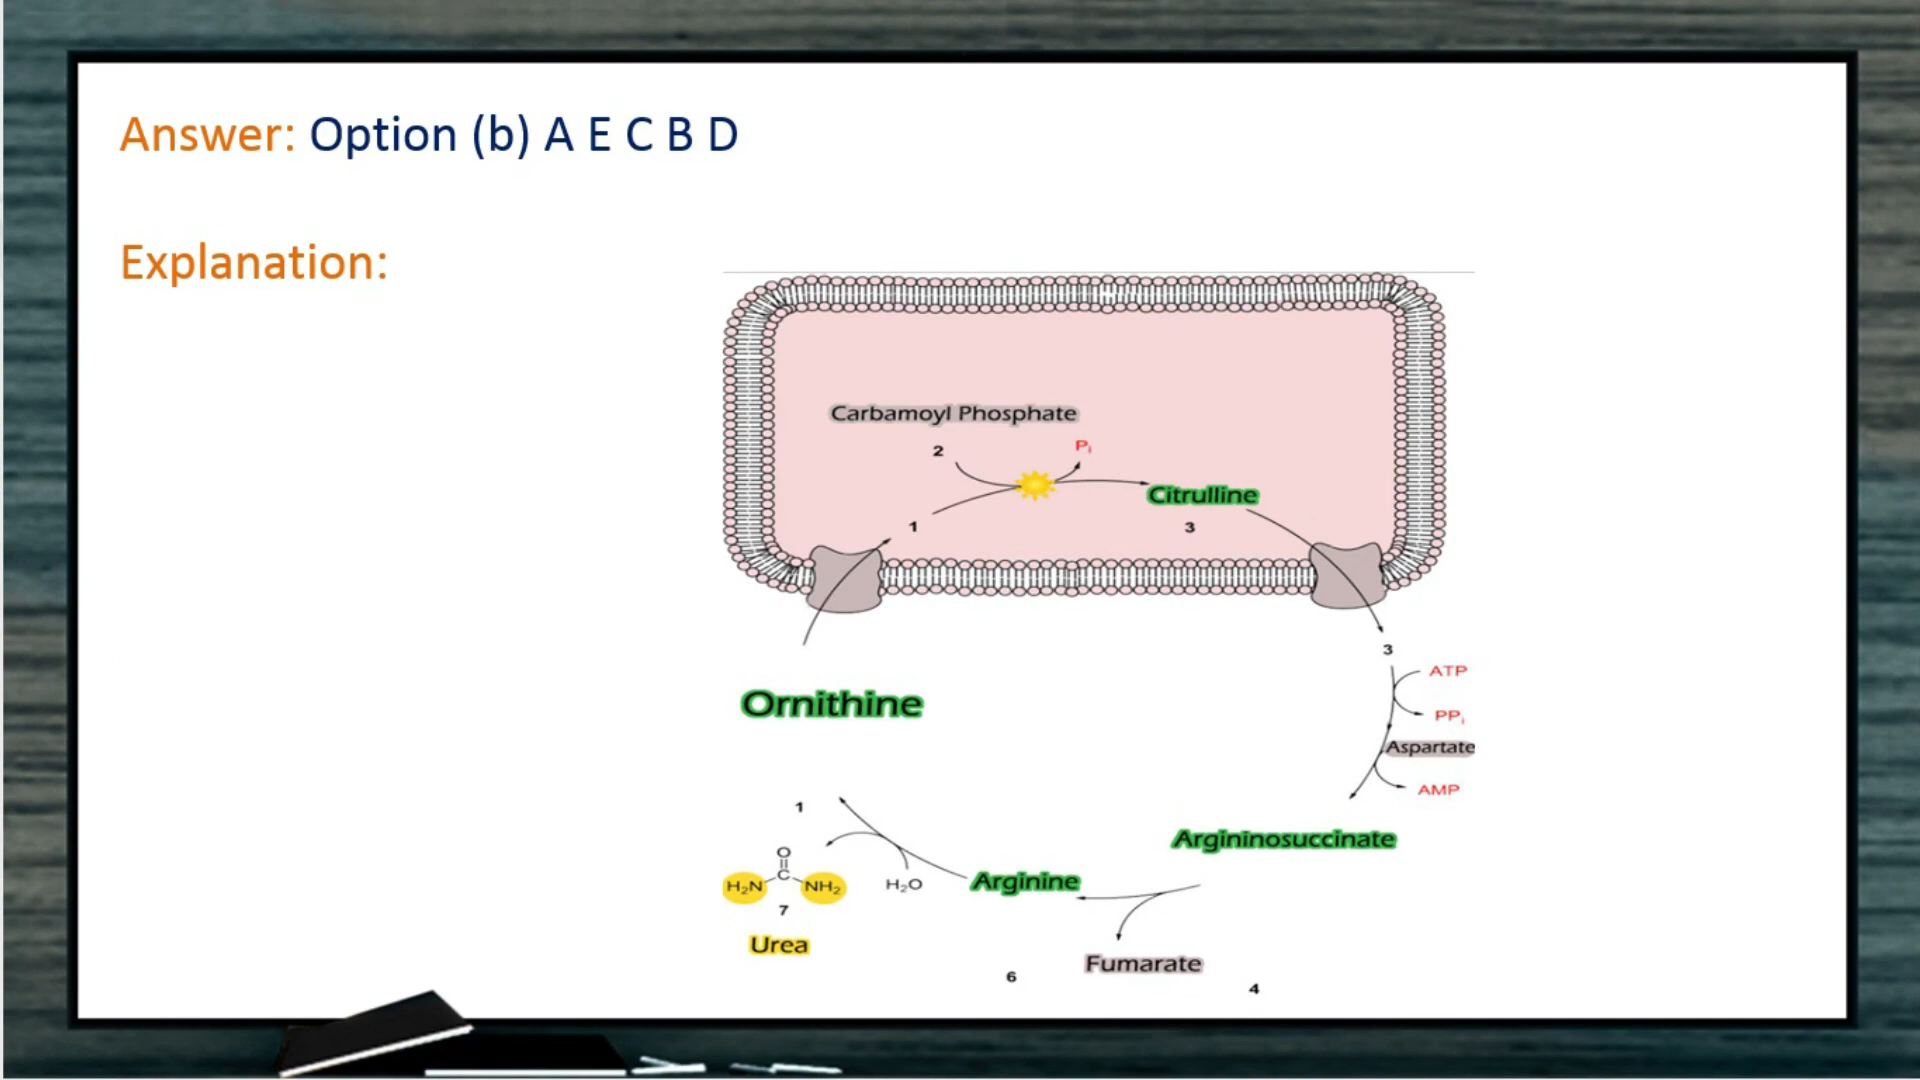 Answer: Option (b) A E C B D
Explanation:
Carbamoyl Phosphate
2
Pi
Citrulline
1
3
3
ATP
PPi
Ornithine
Aspartate
AMP
1
Argininosuccinate
O
C
H2N
NH2
H2O
Arginine
7
Urea
Fumarate
6
4